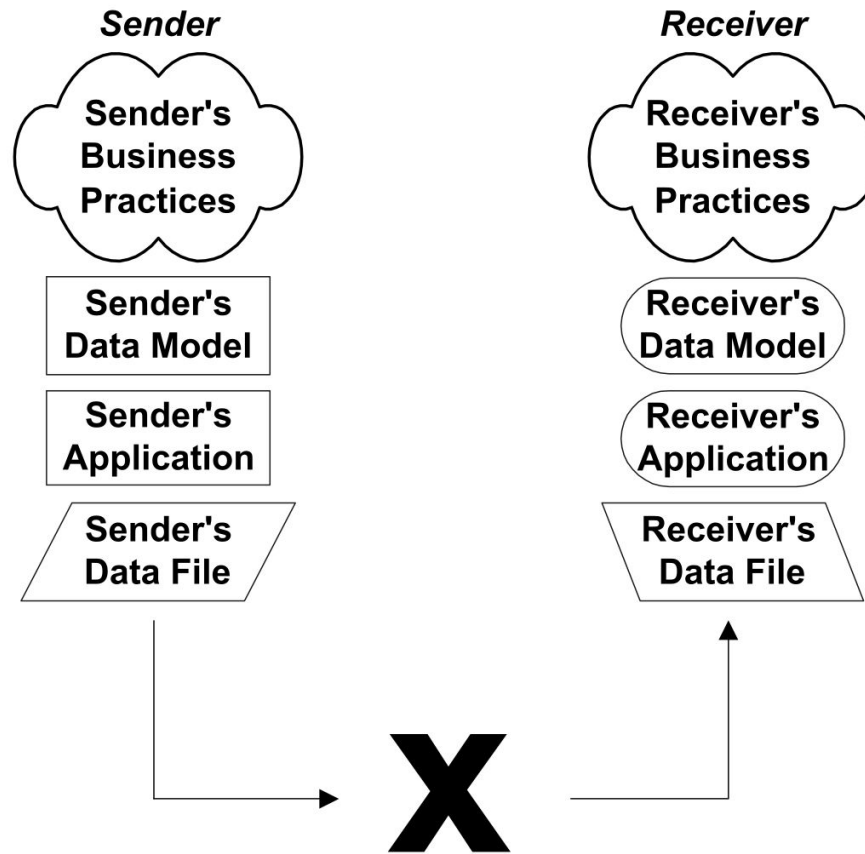 Sender
Receiver
Sender's
Business
Practices
Receiver's
Business
Practices
Sender's
Data Model
Receiver's
Data Model
Sender's
Application
Receiver's
Application
Sender's
Data File
Receiver's
Data File
X